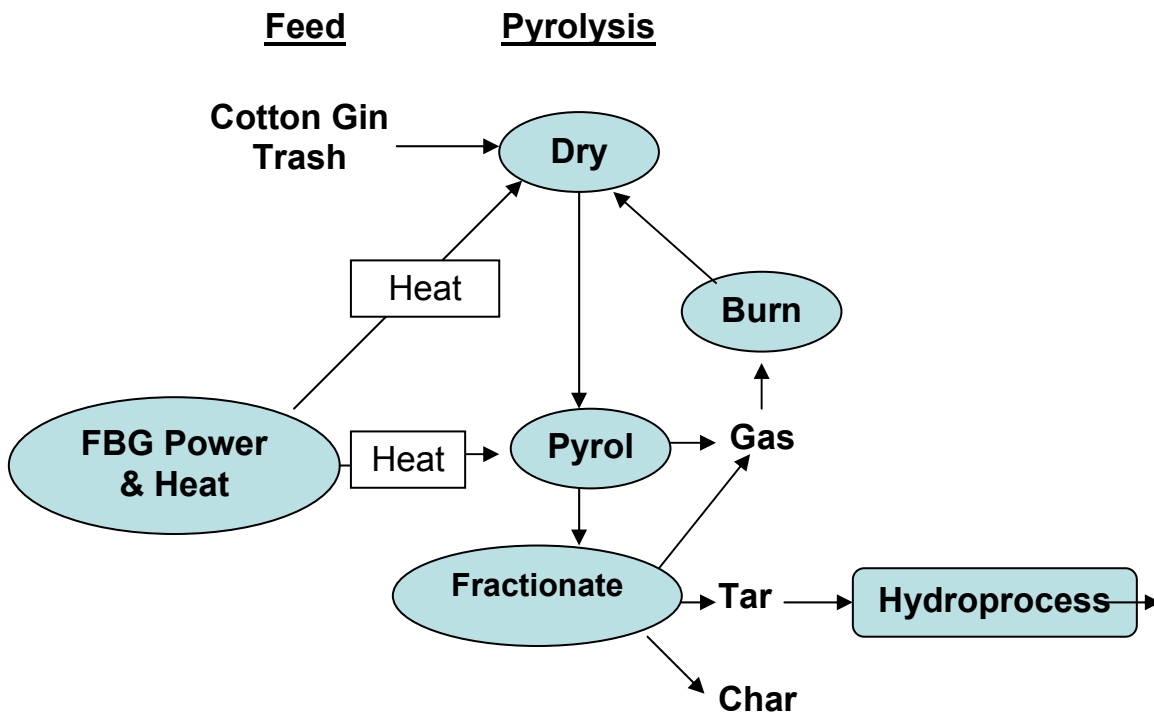 Feed
Pyrolysis
Cotton Gin
Trash
Dry
Heat
Burn
FBG Power
& Heat
Heat
Pyrol
Gas
Fractionate
Tar
Hydroprocess
Char